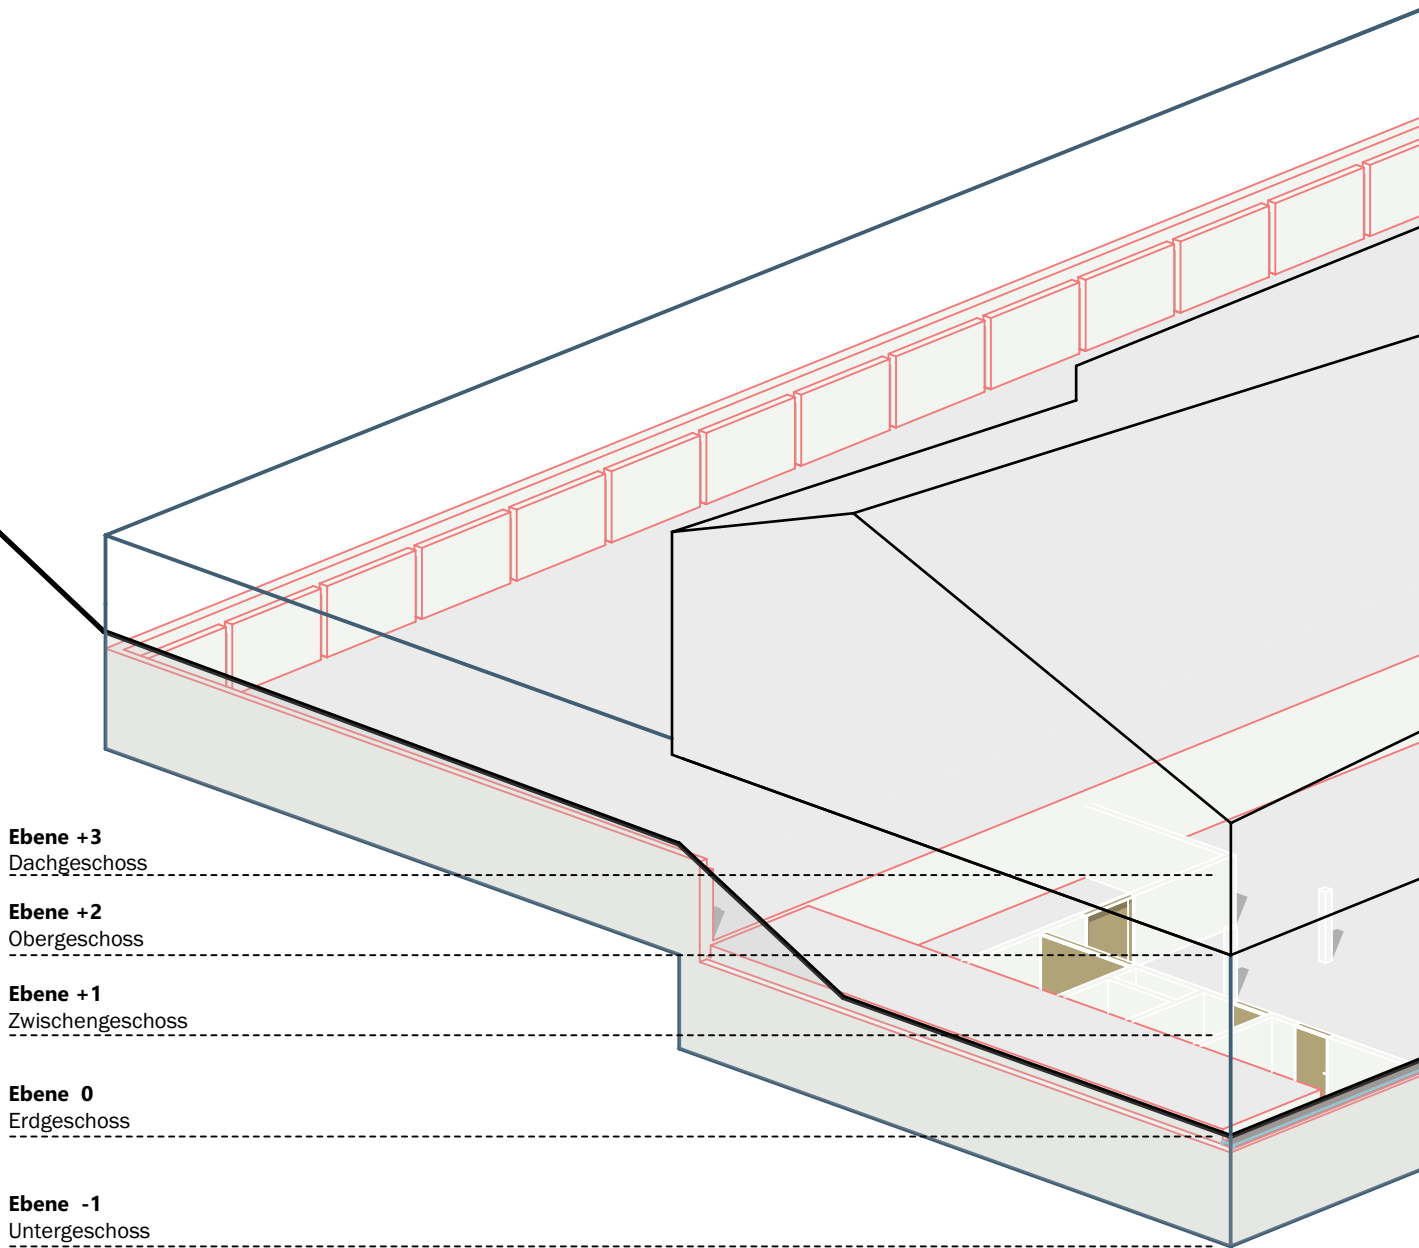 Ebene +3
Dachgeschoss
Ebene +2
Obergeschoss
Ebene +1
Zwischengeschoss
Ebene 0
Erdgeschoss
Ebene -1
Untergeschoss